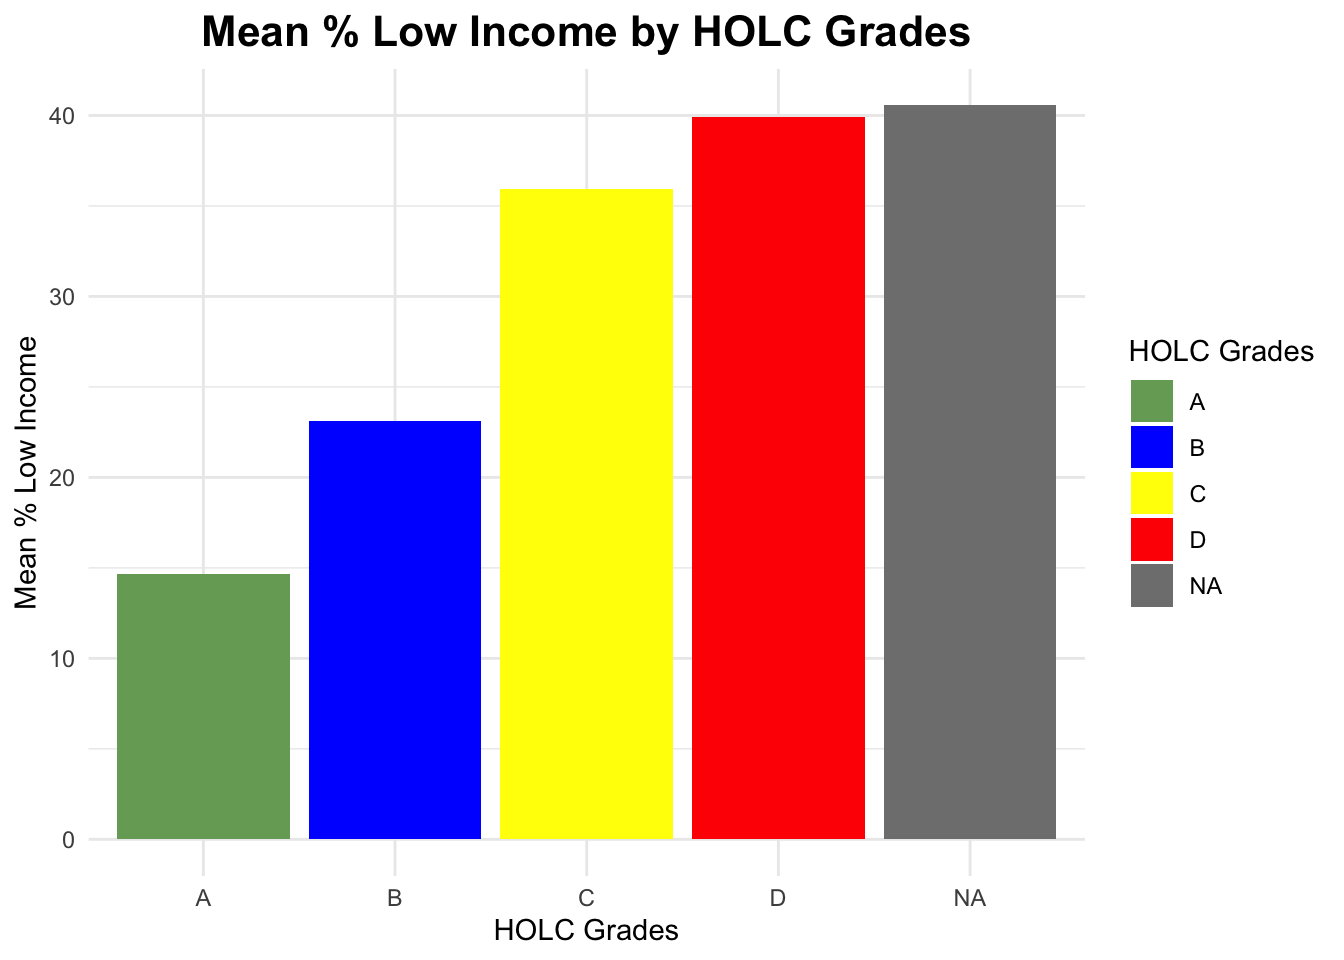 Mean % Low Income by HOLC Grades
Mean % Low Income
40
30
20
10
0
A
B
C
D
NA
HOLC Grades
HOLC Grades
A
B
C
D
NA